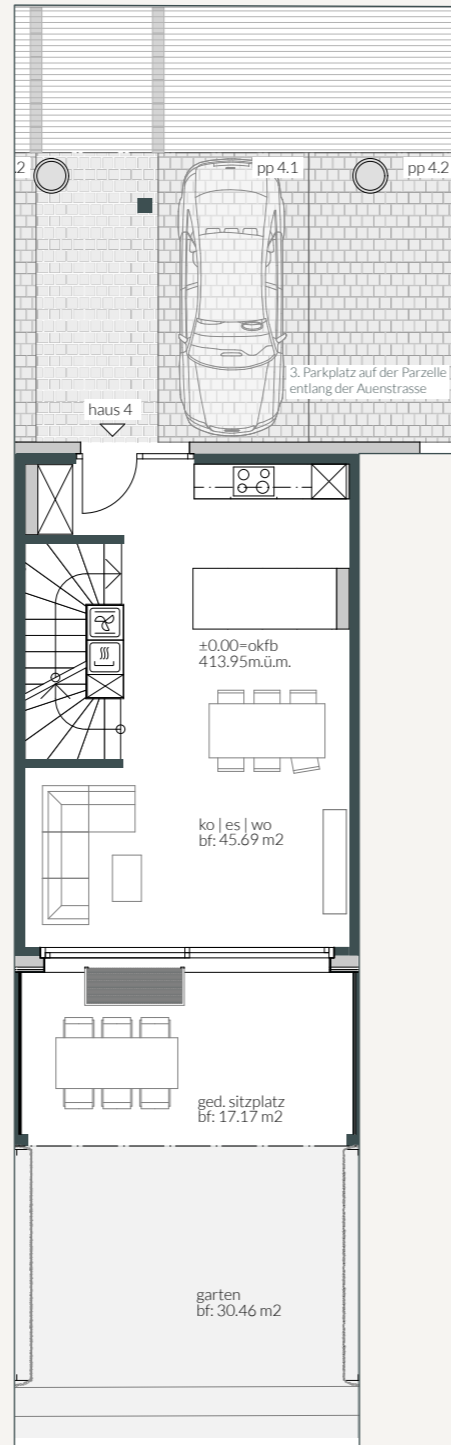 .2
pp 4.1
pp 4.2
3. Parkplatz auf der Parzelle
entlang der Auenstrasse
haus 4
±0.00=okfb
413.95m.ü.m.
ko | es | wo
bf: 45.69 m2
ged. sitzplatz
bf: 17.17 m2
garten
bf: 30.46 m2